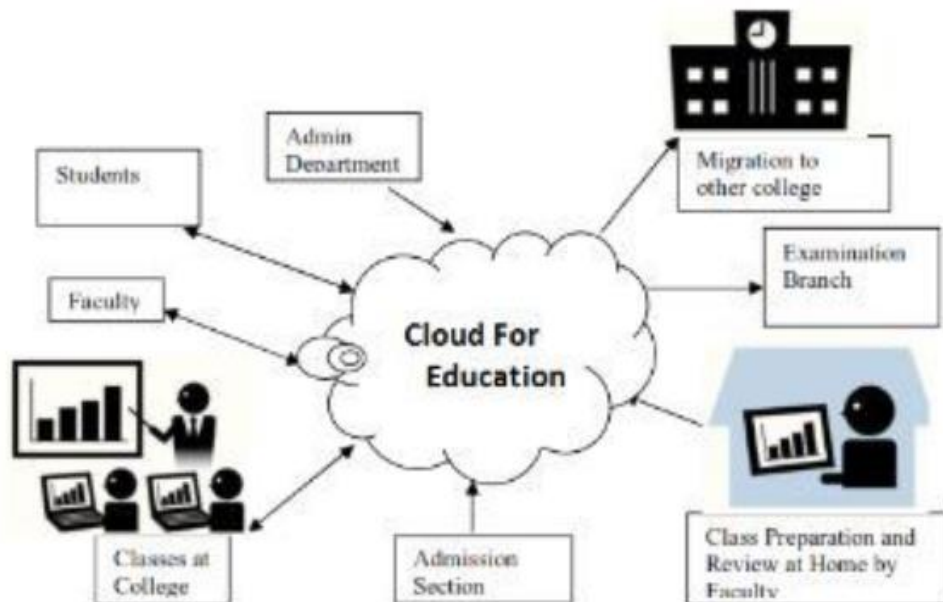 Admin
Department
Students
Migration to
other college
Examination
Branch
Faculty
Cloud For
Education
Classes at
College
Admission
Section
Class Preparation and
Review at Home by
Faculty